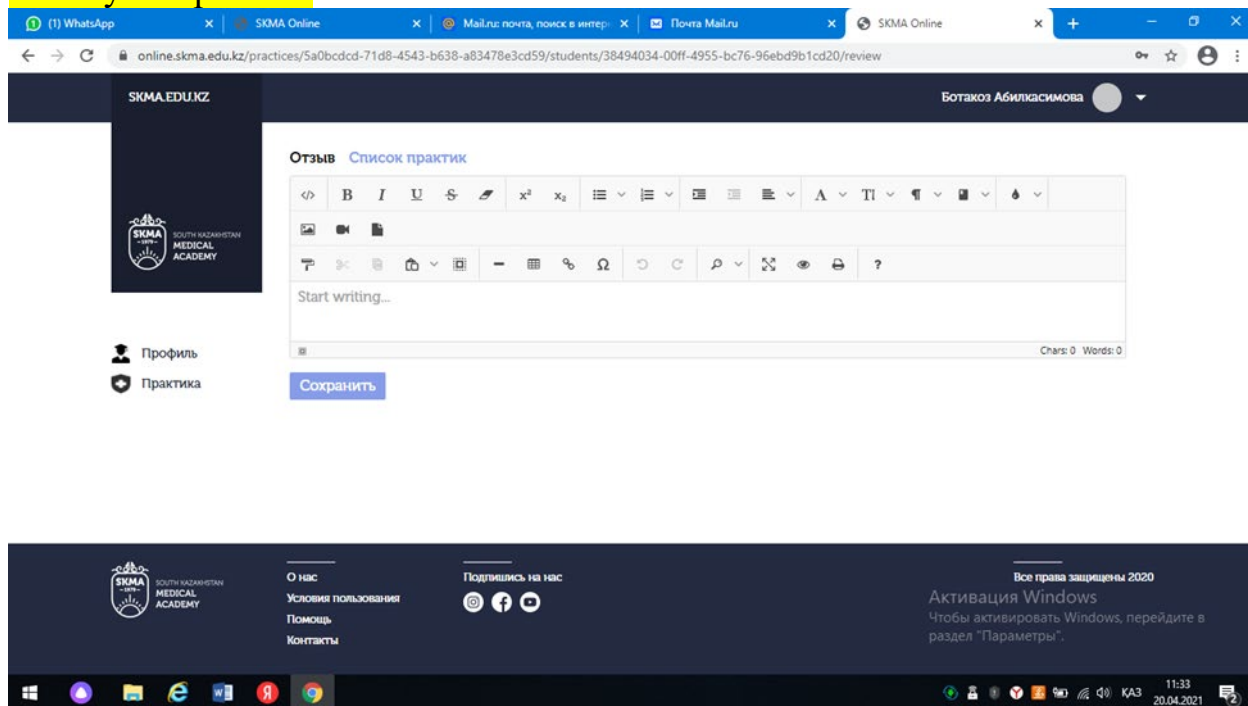 (1) WhatsApp
SKMA Online
Mail.ru: почта, поиск в интерн
Почта Mail.ru
SKMA Online
online.skma.edu.kz/practices/5a0bcdcd-71d8-4543-b638-a83478e3cd59/students/38494034-00ff-4955-bc76-96ebd9b1cd20/review
SKMA.EDU.KZ
Ботакоз Абилкасимова
Отзыв Список практик
SKMA
-1979-
SOUTH KAZAKHSTAN
MEDICAL
ACADEMY
Start writing...
Chars: 0 Words: 0
Профиль
Практика
Сохранить
SKMA
-1979-
SOUTH KAZAKHSTAN
MEDICAL
ACADEMY
О нас
Условия пользования
Помощь
Контакты
Подпишись на нас
Все права защищены 2020
Активация Windows
Чтобы активировать Windows, перейдите в
раздел "Параметры".
ҚАЗ
11:33
20.04.2021